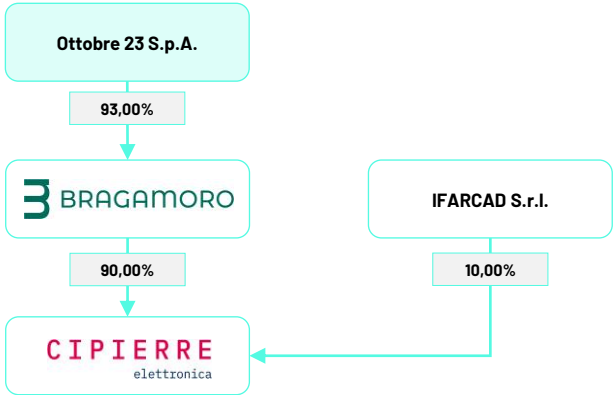 Ottobre 23 S.p.A.
93,00%
BRAGAMORO
IFARCAD S.r.l.
90,00%
10,00%
CIPIERRE
elettronica